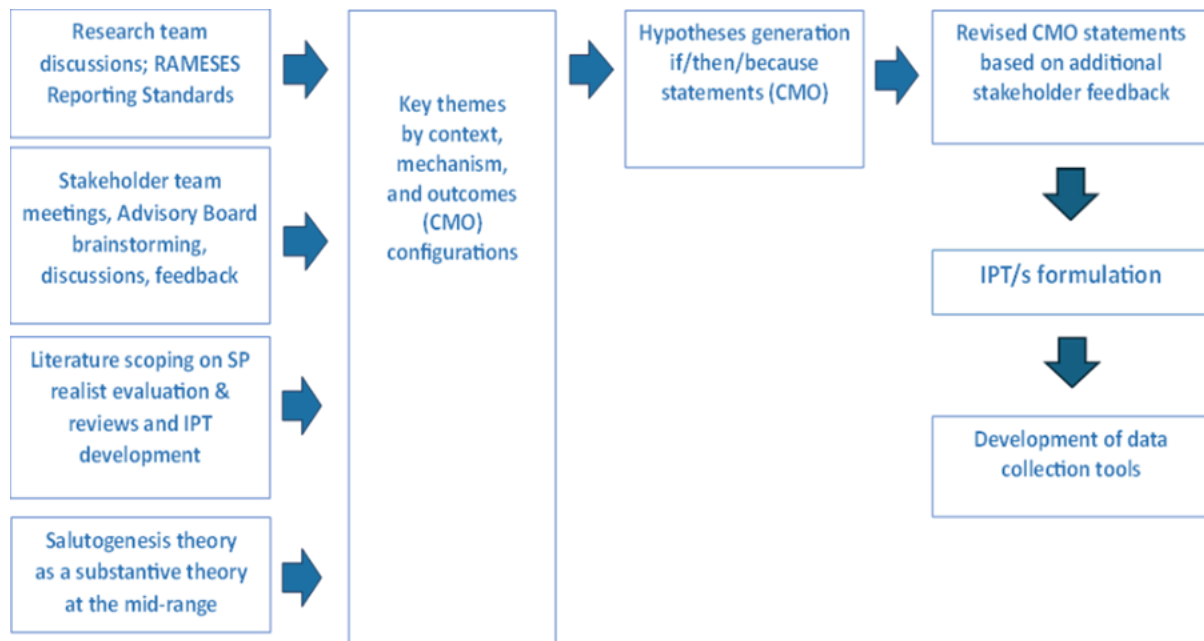 Research team
discussions; RAMESES
Reporting Standards
Stakeholder team
meetings, Advisory Board
brainstorming,
discussions, feedback
Literature scoping on SP
realist evaluation &
reviews and IPT
development
Salutogenesis theory
as a substantive theory
at the mid-range
Key themes
by context,
mechanism,
and outcomes
(CMO)
configurations
Hypotheses generation
if/then/because
statements (CMO)
Revised CMO statements
based on additional
stakeholder feedback
IPT/s formulation
Development of data
collection tools